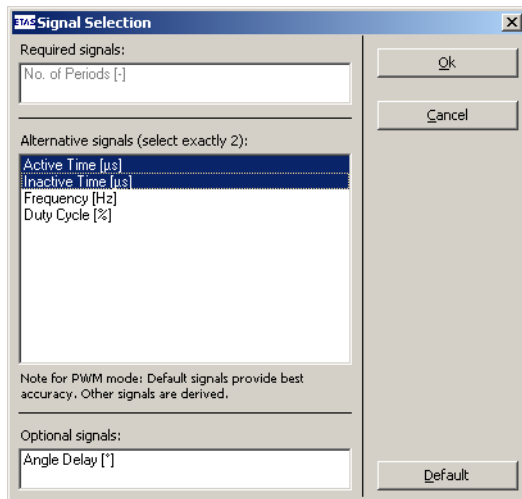 ETAS Signal Selection
Required signals:
No. of Periods [-]
Ok
Cancel
Alternative signals (select exactly 2):
Active Time [µs]
Inactive Time [µs]
Frequency [Hz]
Duty Cycle [%]
Note for PWM mode: Default signals provide best
accuracy. Other signals are derived.
Optional signals:
Angle Delay [°]
Default